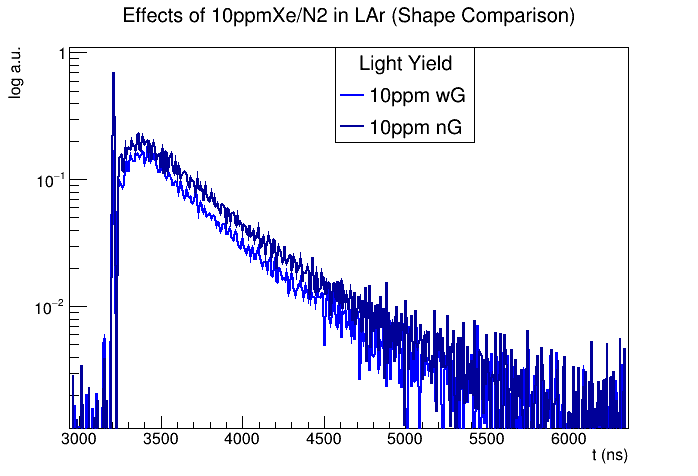 Effects of 10ppmXe/N2 in LAr (Shape Comparison)
log a.u.
1
10⁻¹
10⁻²
Light Yield
10ppm wG
10ppm nG
3000 3500 4000 4500 5000 5500 6000
t (ns)